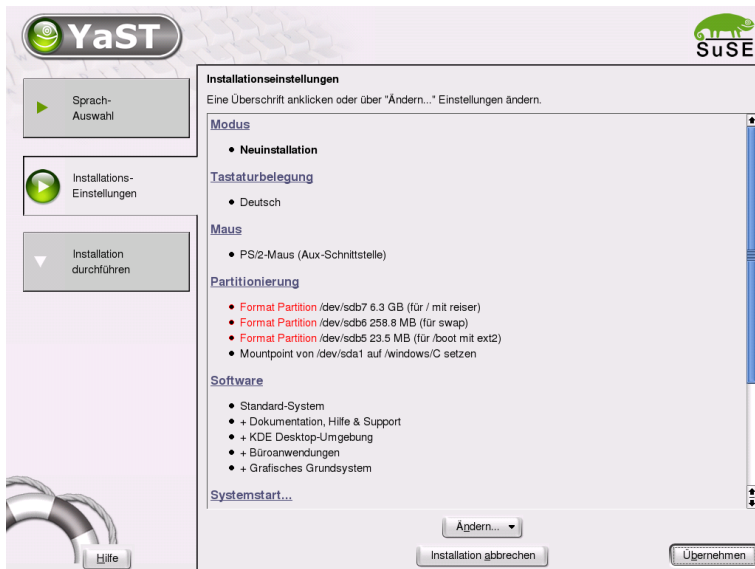 YaST
SuSE
Sprach-
Auswahl
Installations-
Einstellungen
Installation
durchführen
Hilfe
Installationseinstellungen
Eine Überschrift anklicken oder über "Ändern..." Einstellungen ändern.
Modus
Neuinstallation
Tastaturbelegung
Deutsch
Maus
PS/2-Maus (Aux-Schnittstelle)
Partitionierung
Format Partition /dev/sdb7 6.3 GB (für / mit reiser)
Format Partition /dev/sdb6 258.8 MB (für swap)
Format Partition /dev/sdb5 23.5 MB (für /boot mit ext2)
Mountpoint von /dev/sda1 auf /windows/C setzen
Software
Standard-System
+ Dokumentation, Hilfe & Support
+ KDE Desktop-Umgebung
+ Büroanwendungen
+ Grafisches Grundsystem
Systemstart...
Ändern...
Installation abbrechen
Übernehmen